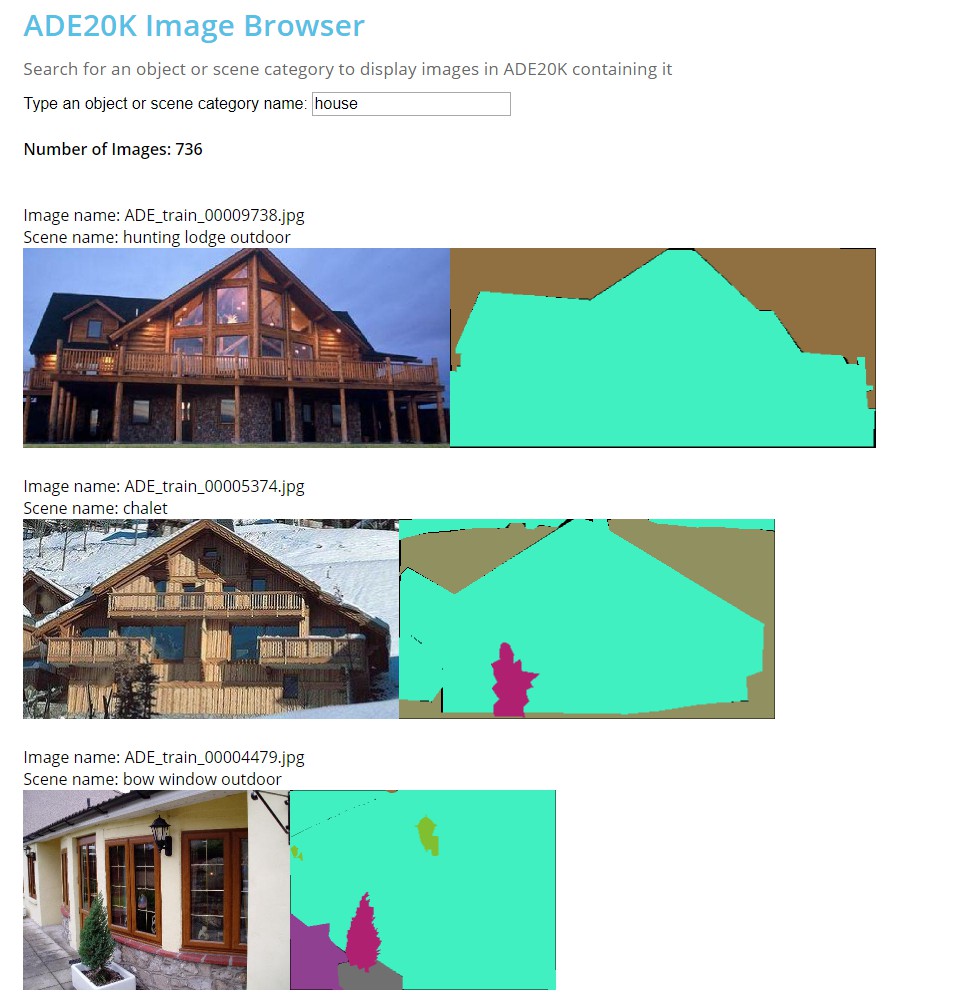 ADE20K Image Browser
Search for an object or scene category to display images in ADE20K containing it
Type an object or scene category name: house
Number of Images: 736
Image name: ADE_train_00009738.jpg
Scene name: hunting lodge outdoor
Image name: ADE_train_00005374.jpg
Scene name: chalet
Image name: ADE_train_00004479.jpg
Scene name: bow window outdoor